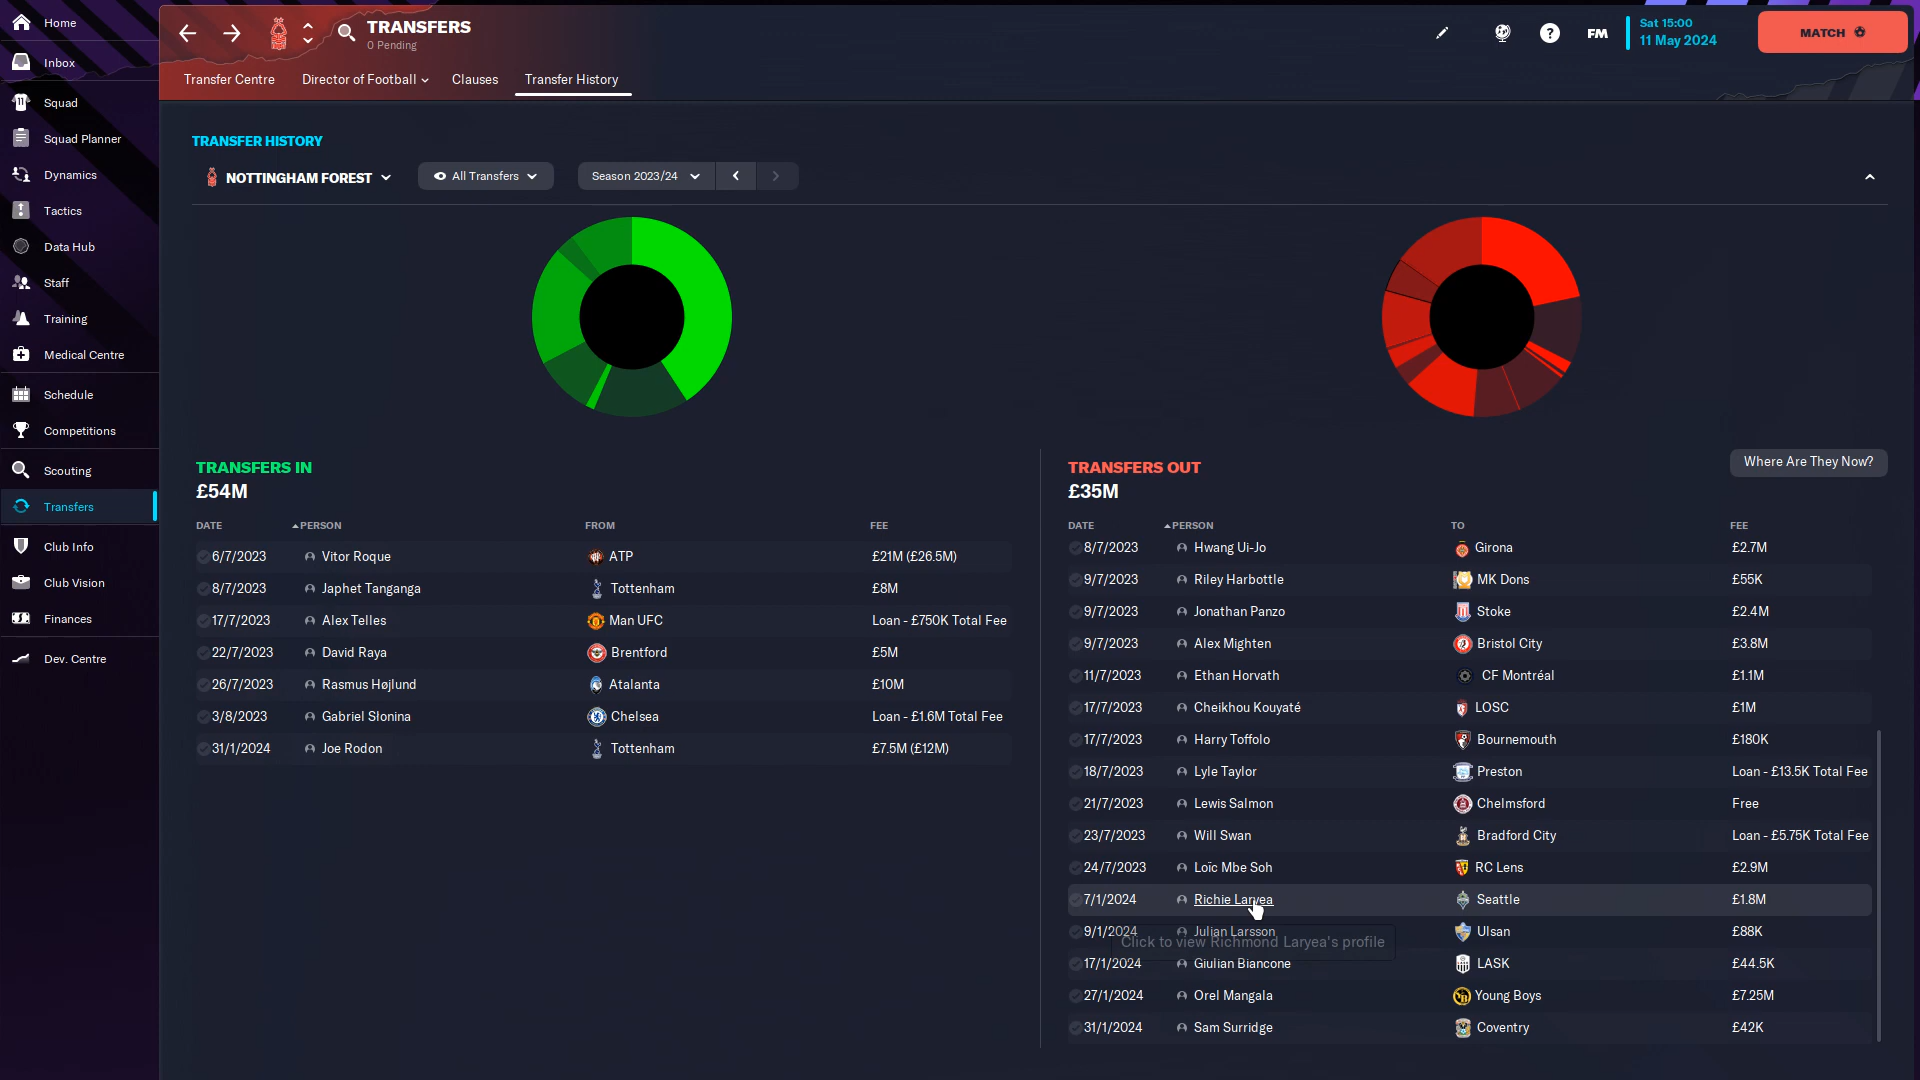 Home
Inbox
Squad
Squad Planner
Dynamics
Tactics
Data Hub
Staff
Training
Medical Centre
Schedule
Competitions
Scouting
Transfers
Club Info
Club Vision
Finances
Dev. Centre
TRANSFERS
0 Pending
?
FM
Sat 15:00
11 May 2024
MATCH
Transfer Centre Director of Football Clauses Transfer History
TRANSFER HISTORY
NOTTINGHAM FOREST All Transfers Season 2023/24
TRANSFERS IN
£54M
DATE PERSON FROM FEE
6/7/2023 Vitor Roque ATP £21M (£26.5M)
8/7/2023 Japhet Tanganga Tottenham £8M
17/7/2023 Alex Telles Man UFC Loan - £750K Total Fee
22/7/2023 David Raya Brentford £5M
26/7/2023 Rasmus Højlund Atalanta £10M
3/8/2023 Gabriel Slonina Chelsea Loan - £1.6M Total Fee
31/1/2024 Joe Rodon Tottenham £7.5M (£12M)
TRANSFERS OUT
£35M
Where Are They Now?
DATE PERSON TO FEE
8/7/2023 Hwang Ui-Jo Girona £2.7M
9/7/2023 Riley Harbottle MK Dons £55K
9/7/2023 Jonathan Panzo Stoke £2.4M
9/7/2023 Alex Mighten Bristol City £3.8M
11/7/2023 Ethan Horvath CF Montréal £1.1M
17/7/2023 Cheikhou Kouyaté LOSC £1M
17/7/2023 Harry Toffolo Bournemouth £180K
18/7/2023 Lyle Taylor Preston Loan - £13.5K Total Fee
21/7/2023 Lewis Salmon Chelmsford Free
23/7/2023 Will Swan Bradford City Loan - £5.75K Total Fee
24/7/2023 Loïc Mbe Soh RC Lens £2.9M
7/1/2024 Richie Laryea Seattle £1.8M
9/1/2024 Julian Larsson Ulsan £88K
Click to view Richmond Laryea's profile
17/1/2024 Giulian Biancone LASK £44.5K
27/1/2024 Orel Mangala Young Boys £7.25M
31/1/2024 Sam Surridge Coventry £42K